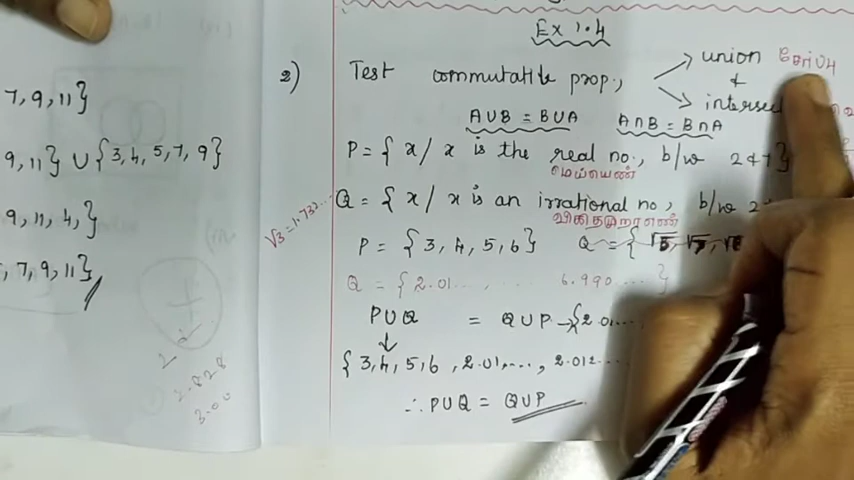 7, 9, 11}
9, 11} ∪ {3, 4, 5, 7, 9}
9, 11, 4,}
, 7, 9, 11}
2.828
3.00
Ex 1.4
2) Test commutative prop., union சேர்ப்பு
&
A∪B = B∪A A∩B = B∩A
P = { x / x is the real no., b/w 2 & 7}
மெய்யெண்
Q = { x / x is an irrational no, b/w 2
√3 = 1.732... விகிதமுறா எண்
P = {3, 4, 5, 6} Q = {
Q = {2.01... , ..... 6.990..... }
P∪Q = Q∪P → {2.01...,
↓
{3, 4, 5, 6, 2.01, ..., 2.012...
∴ P∪Q = Q∪P